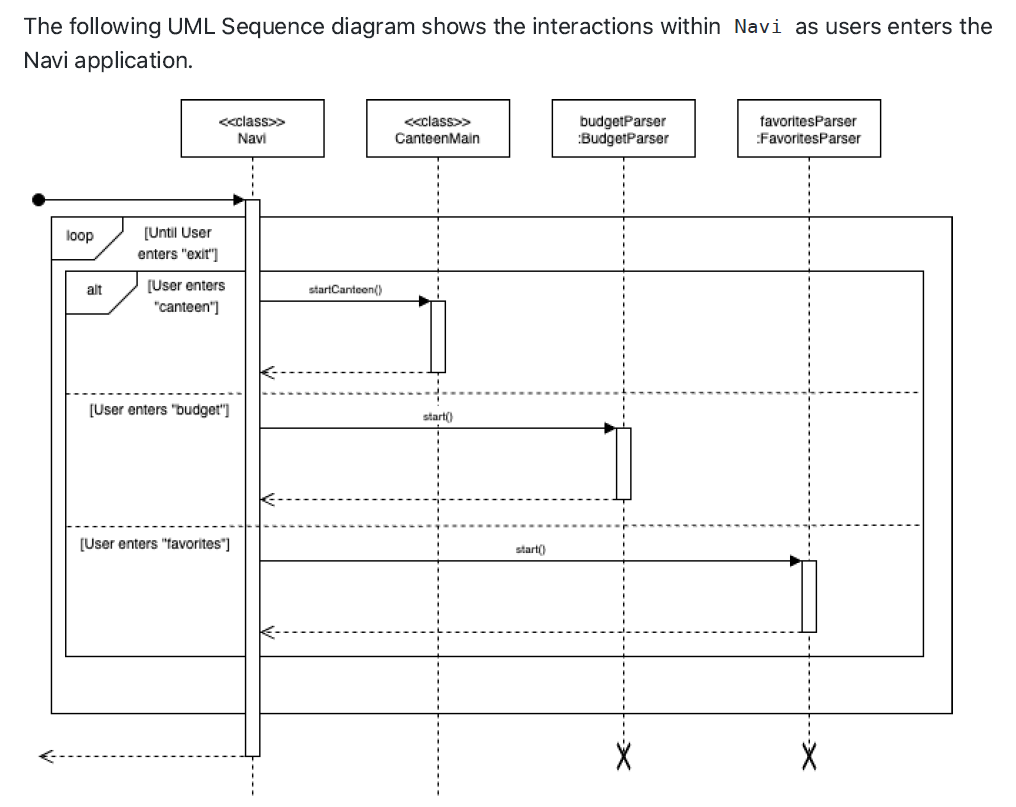 The following UML Sequence diagram shows the interactions within Navi as users enters the
Navi application.
<<class>>
Navi
<<class>>
CanteenMain
budgetParser
:BudgetParser
favoritesParser
:FavoritesParser
loop
[Until User
enters "exit"]
alt
[User enters
"canteen"]
startCanteen()
[User enters "budget"]
start()
[User enters "favorites"]
start()